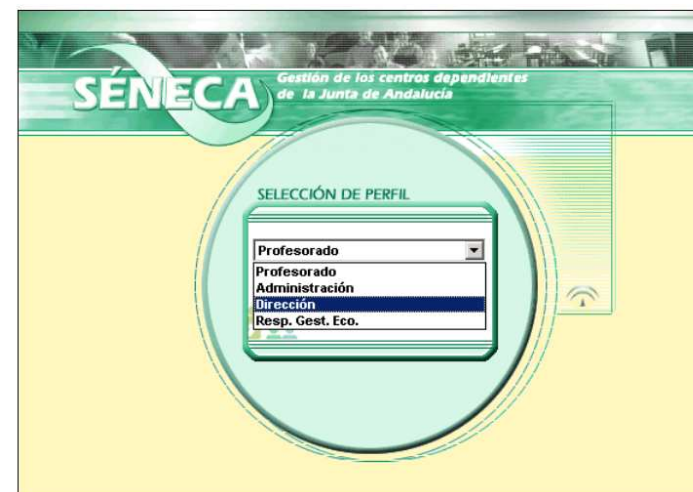 SÉNECA
Gestión de los centros dependientes
de la Junta de Andalucía
SELECCIÓN DE PERFIL
Profesorado
Profesorado
Administración
Dirección
Resp. Gest. Eco.